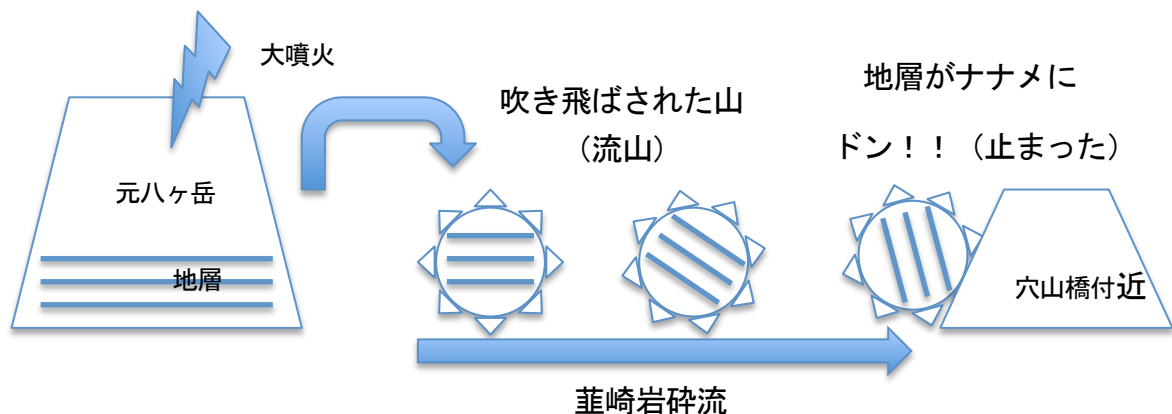 大噴火
元八ヶ岳
地層
吹き飛ばされた山
（流山）
地層がナナメに
ドン！！（止まった）
穴山橋付近
韮崎岩砕流